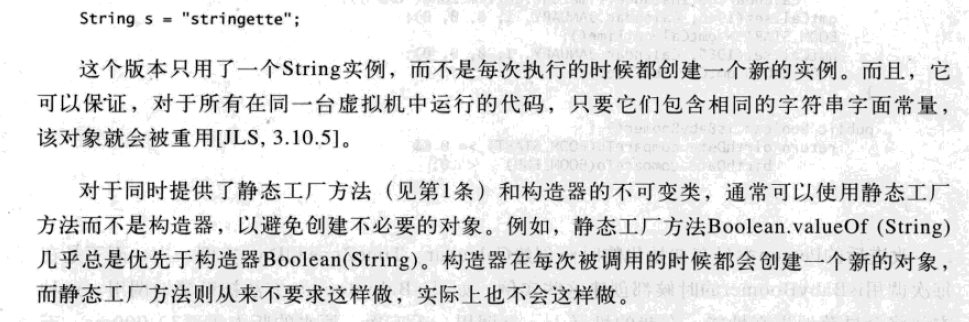 String s = "stringette";
这个版本只用了一个String实例，而不是每次执行的时候都创建一个新的实例。而且，它
可以保证，对于所有在同一台虚拟机中运行的代码，只要它们包含相同的字符串字面常量，
该对象就会被重用[JLS, 3.10.5]。
对于同时提供了静态工厂方法（见第1条）和构造器的不可变类，通常可以使用静态工厂
方法而不是构造器，以避免创建不必要的对象。例如，静态工厂方法Boolean.valueOf (String)
几乎总是优先于构造器Boolean(String)。构造器在每次被调用的时候都会创建一个新的对象，
而静态工厂方法则从来不要求这样做，实际上也不会这样做。